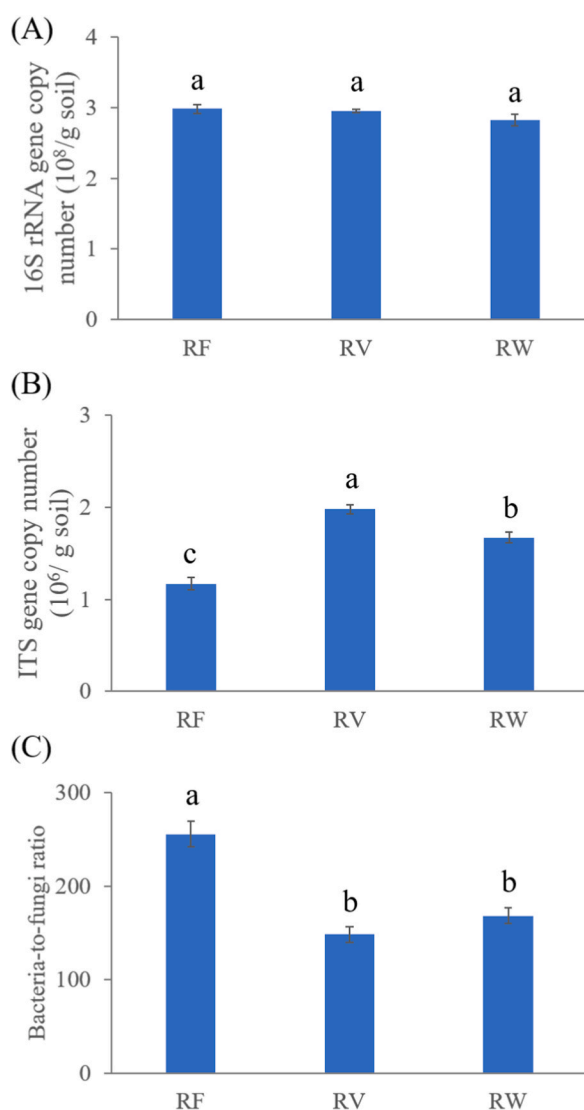 (A)
16S rRNA gene copy
number (10⁸/g soil)
4
3
2
1
0
a
a
a
RF
RV
RW
(B)
ITS gene copy number
(10⁶/ g soil)
3
2
1
0
c
a
b
RF
RV
RW
(C)
Bacteria-to-fungi ratio
300
200
100
0
a
b
b
RF
RV
RW